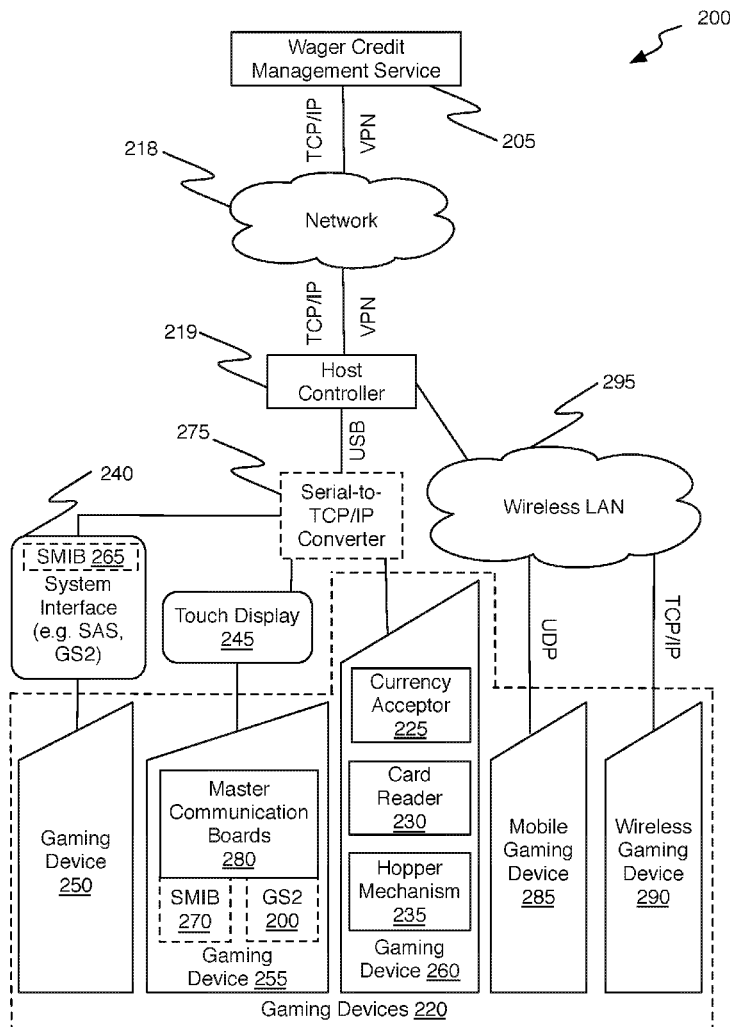 200
Wager Credit
Management Service
205
TCP/IP
VPN
218
Network
TCP/IP
VPN
219
Host
Controller
295
USB
275
Serial-to-
TCP/IP
Converter
Wireless LAN
240
SMIB 265
System
Interface
(e.g. SAS,
GS2)
Touch Display
245
UDP
TCP/IP
Currency
Acceptor
225
Card
Reader
230
Hopper
Mechanism
235
Gaming
Device 260
Gaming
Device
250
Master
Communication
Boards
280
SMIB
270
GS2
200
Gaming
Device 255
Mobile
Gaming
Device
285
Wireless
Gaming
Device
290
Gaming Devices 220